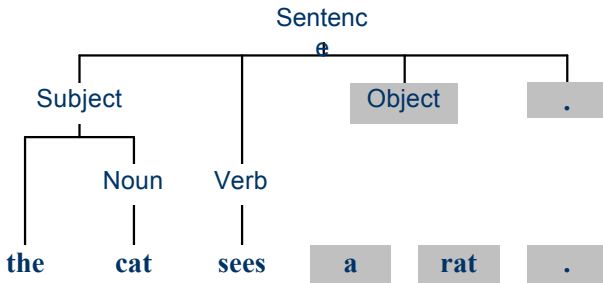 Sentenc
e
Subject Object .
Noun Verb
the cat sees a rat .